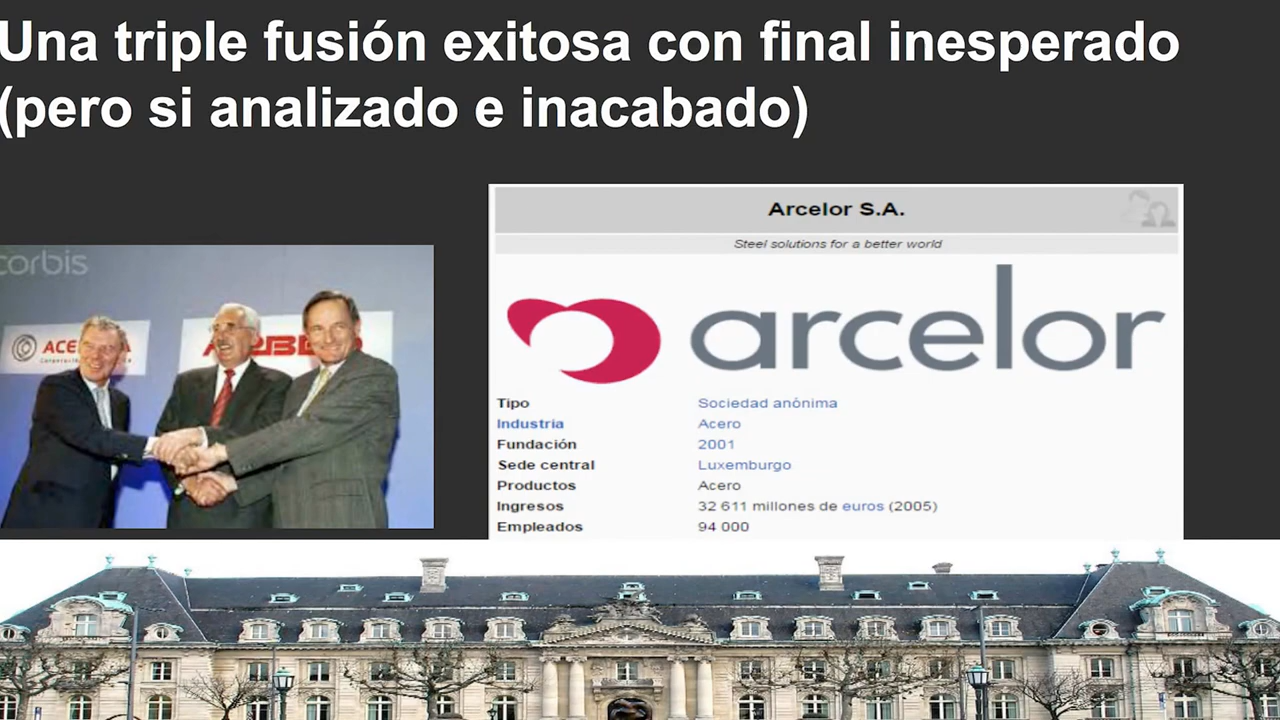 Una triple fusión exitosa con final inesperado
(pero si analizado e inacabado)
corbis
Arcelor S.A.
Steel solutions for a better world
arcelor
Tipo Sociedad anónima
Industria Acero
Fundación 2001
Sede central Luxemburgo
Productos Acero
Ingresos 32 611 millones de euros (2005)
Empleados 94 000